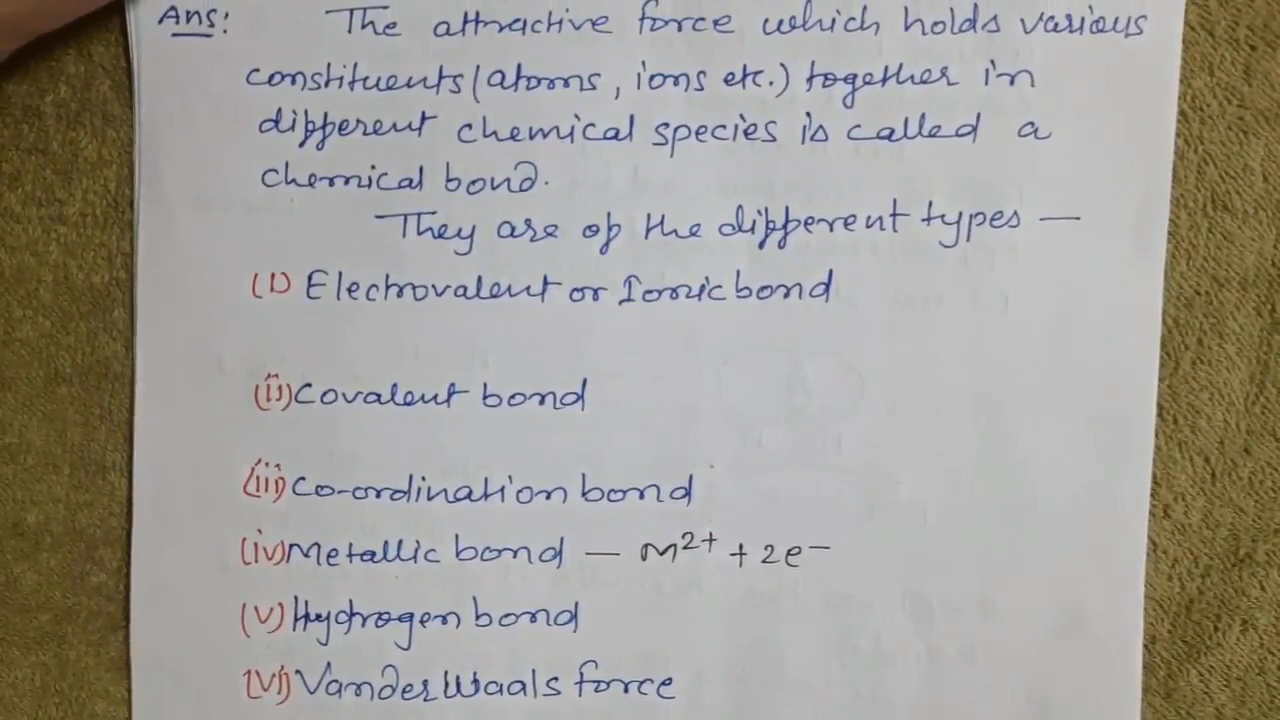 Ans: The attractive force which holds various
constituents (atoms, ions etc.) together in
different chemical species is called a
chemical bond.
They are of the different types —
(i) Electrovalent or Ionic bond
(ii) Covalent bond
(iii) Co-ordination bond
(iv) Metallic bond — M²⁺ + 2e⁻
(v) Hydrogen bond
(vi) Vander Waals force